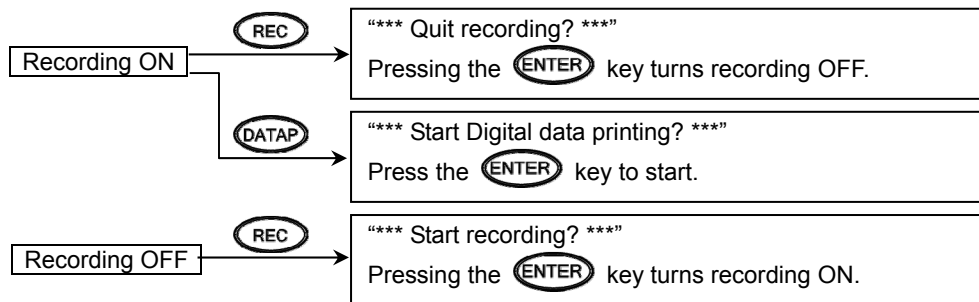 REC
"*** Quit recording? ***"
Recording ON
Pressing the ENTER key turns recording OFF.
DATAP
"*** Start Digital data printing? ***"
Press the ENTER key to start.
REC
"*** Start recording? ***"
Recording OFF
Pressing the ENTER key turns recording ON.